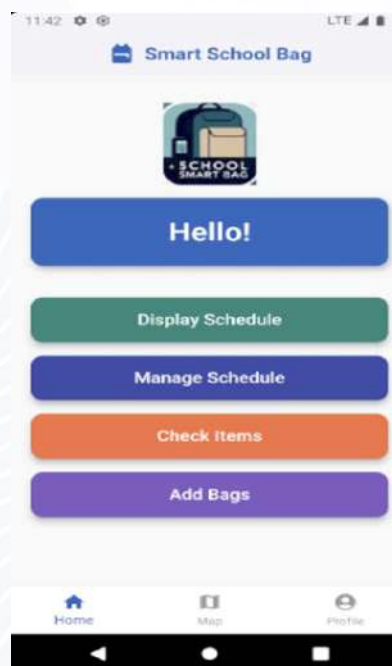 11:42
LTE
Smart School Bag
SCHOOL
SMART BAG
Hello!
Display Schedule
Manage Schedule
Check Items
Add Bags
Home
Map
Profile